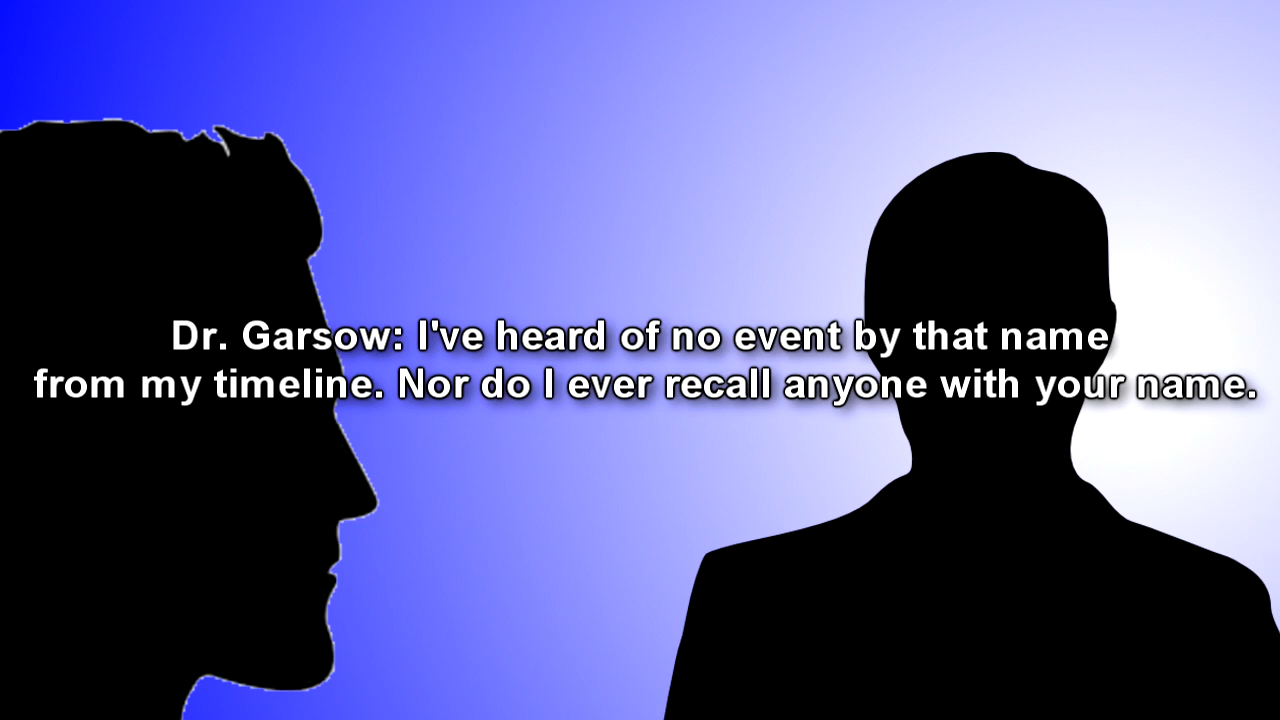 Dr. Garsow: I've heard of no event by that name
from my timeline. Nor do I ever recall anyone with your name.